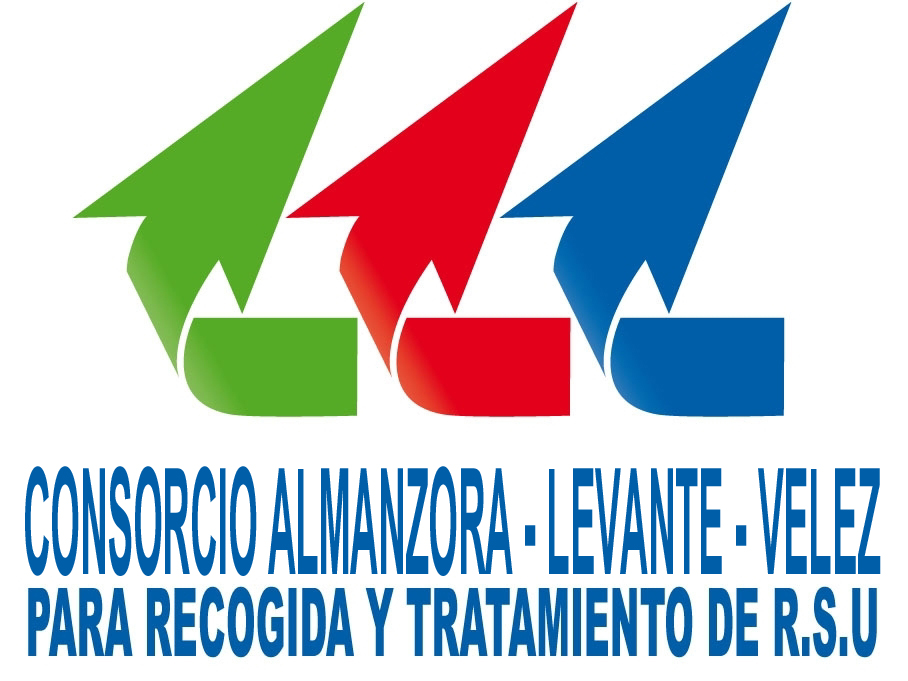 CONSORCIO ALMANZORA - LEVANTE - VELEZ
PARA RECOGIDA Y TRATAMIENTO DE R.S.U